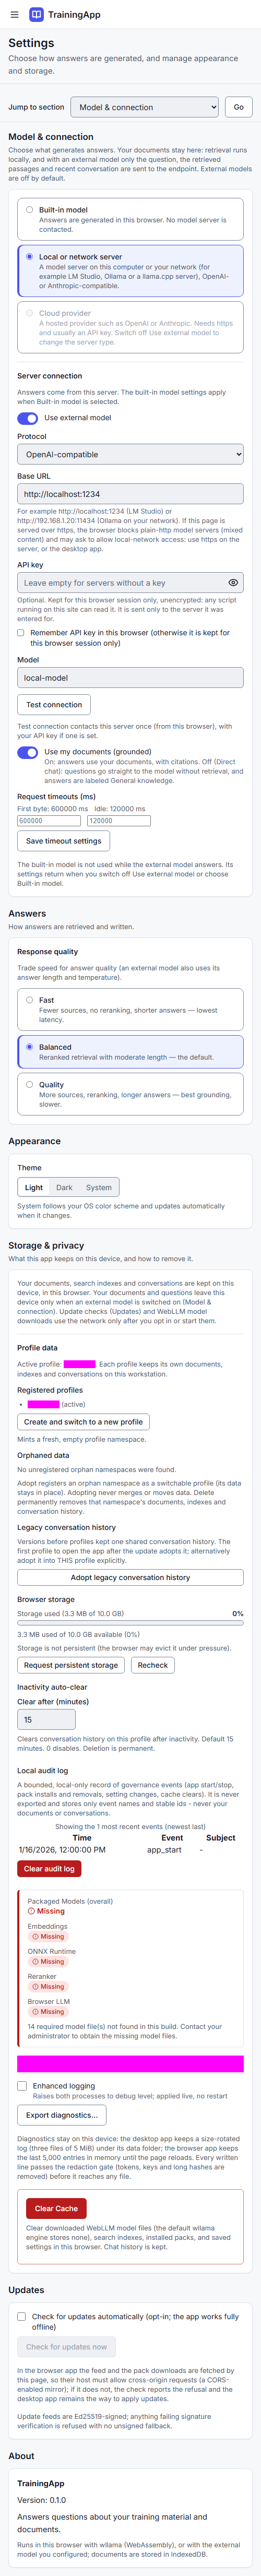 TrainingApp
Settings
Choose how answers are generated, and manage appearance
and storage.
Jump to section
Model & connection
Go
Model & connection
Choose what generates answers. Your documents stay here: retrieval runs
locally, and with an external model only the question, the retrieved
passages and recent conversation are sent to the endpoint. External models
are off by default.
Built-in model
Answers are generated in this browser. No model server is
contacted.
Local or network server
A model server on this computer or your network (for
example LM Studio, Ollama or a llama.cpp server), OpenAI-
or Anthropic-compatible.
Cloud provider
A hosted provider such as OpenAI or Anthropic. Needs https
and usually an API key. Switch off Use external model to
change the server type.
Server connection
Answers come from this server. The built-in model settings apply
when Built-in model is selected.
Use external model
Protocol
OpenAI-compatible
Base URL
http://localhost:1234
For example http://localhost:1234 (LM Studio) or
http://192.168.1.20:11434 (Ollama on your network). If this page is
served over https, the browser blocks plain-http model servers (mixed
content) and may ask to allow local-network access: use https on the
server, or the desktop app.
API key
Leave empty for servers without a key
Optional. Kept for this browser session only, unencrypted: any script
running on this site can read it. It is sent only to the server it was
entered for.
Remember API key in this browser (otherwise it is kept for
this browser session only)
Model
local-model
Test connection
Test connection contacts this server once (from this browser), with
your API key if one is set.
Use my documents (grounded)
On: answers use your documents, with citations. Off (Direct
chat): questions go straight to the model without retrieval, and
answers are labeled General knowledge.
Request timeouts (ms)
First byte: 600000 ms Idle: 120000 ms
600000
120000
Save timeout settings
The built-in model is not used while the external model answers. Its
settings return when you switch off Use external model or choose
Built-in model.
Answers
How answers are retrieved and written.
Response quality
Trade speed for answer quality (an external model also uses its
answer length and temperature).
Fast
Fewer sources, no reranking, shorter answers — lowest
latency.
Balanced
Reranked retrieval with moderate length — the default.
Quality
More sources, reranking, longer answers — best grounding,
slower.
Appearance
Theme
Light Dark System
System follows your OS color scheme and updates automatically
when it changes.
Storage & privacy
What this app keeps on this device, and how to remove it.
Your documents, search indexes and conversations are kept on this
device, in this browser. Your documents and questions leave this
device only when an external model is switched on (Model &
connection). Update checks (Updates) and WebLLM model
downloads use the network only after you opt in or start them.
Profile data
Active profile: . Each profile keeps its own documents,
indexes and conversations on this workstation.
Registered profiles
• (active)
Create and switch to a new profile
Mints a fresh, empty profile namespace.
Orphaned data
No unregistered orphan namespaces were found.
Adopt registers an orphan namespace as a switchable profile (its data
stays in place). Adopting never merges or moves data. Delete
permanently removes that namespace's documents, indexes and
conversation history.
Legacy conversation history
Versions before profiles kept one shared conversation history. The
first profile to open the app after the update adopts it; alternatively
adopt it into THIS profile explicitly.
Adopt legacy conversation history
Browser storage
Storage used (3.3 MB of 10.0 GB) 0%
3.3 MB used of 10.0 GB available (0%)
Storage is not persistent (the browser may evict it under pressure).
Request persistent storage
Recheck
Inactivity auto-clear
Clear after (minutes)
15
Clears conversation history on this profile after inactivity. Default 15
minutes. 0 disables. Deletion is permanent.
Local audit log
A bounded, local-only record of governance events (app start/stop,
pack installs and removals, setting changes, cache clears). It is never
exported and stores only event names and stable ids - never your
documents or conversations.
Showing the 1 most recent events (newest last)
Time Event Subject
1/16/2026, 12:00:00 PM app_start -
Clear audit log
Packaged Models (overall)
Missing
Embeddings
Missing
ONNX Runtime
Missing
Reranker
Missing
Browser LLM
Missing
14 required model file(s) not found in this build. Contact your
administrator to obtain the missing model files.
Enhanced logging
Raises both processes to debug level; applied live, no restart
Export diagnostics...
Diagnostics stay on this device: the desktop app keeps a size-rotated
log (three files of 5 MiB) under its data folder; the browser app keeps
the last 5,000 entries in memory until the page reloads. Every entry
line passes the redaction gate (tokens, keys and long hashes are
removed) before it reaches any file.
Clear Cache
Clear downloaded WebLLM model files (the default wllama
engine stores none), search indexes, installed packs, and saved
settings in this browser. Chat history is kept.
Updates
Check for updates automatically (opt-in; the app works fully
offline)
Check for updates now
In the browser app the feed and the pack downloads are fetched by
this page, so their host must allow cross-origin requests (a CORS-
enabled mirror); if it does not, the check reports the refusal and the
desktop app remains the way to apply updates.
Update feeds are Ed25519-signed; anything failing signature
verification is refused with no unsigned fallback.
About
TrainingApp
Version: 0.1.0
Answers questions about your training material and
documents.
Runs in this browser with wllama (WebAssembly), or with the external
model you configured; documents are stored in IndexedDB.